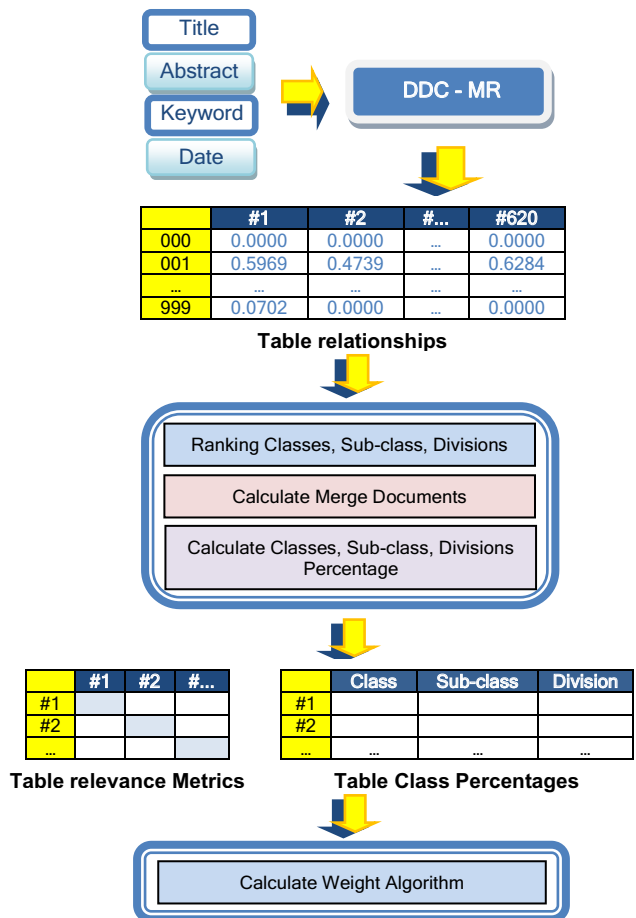 Title
Abstract
Keyword
Date
DDC - MR
#1 #2 #... #620
000 0.0000 0.0000 ... 0.0000
001 0.5969 0.4739 ... 0.6284
... ... ... ... ...
999 0.0702 0.0000 0.0000
Table relationships
Ranking Classes, Sub-class, Divisions
Calculate Merge Documents
Calculate Classes, Sub-class, Divisions
Percentage
#1 #2 #...
#1
#2
...
Table relevance Metrics
Class Sub-class Division
#1
#2
... ... ... ...
Table Class Percentages
Calculate Weight Algorithm